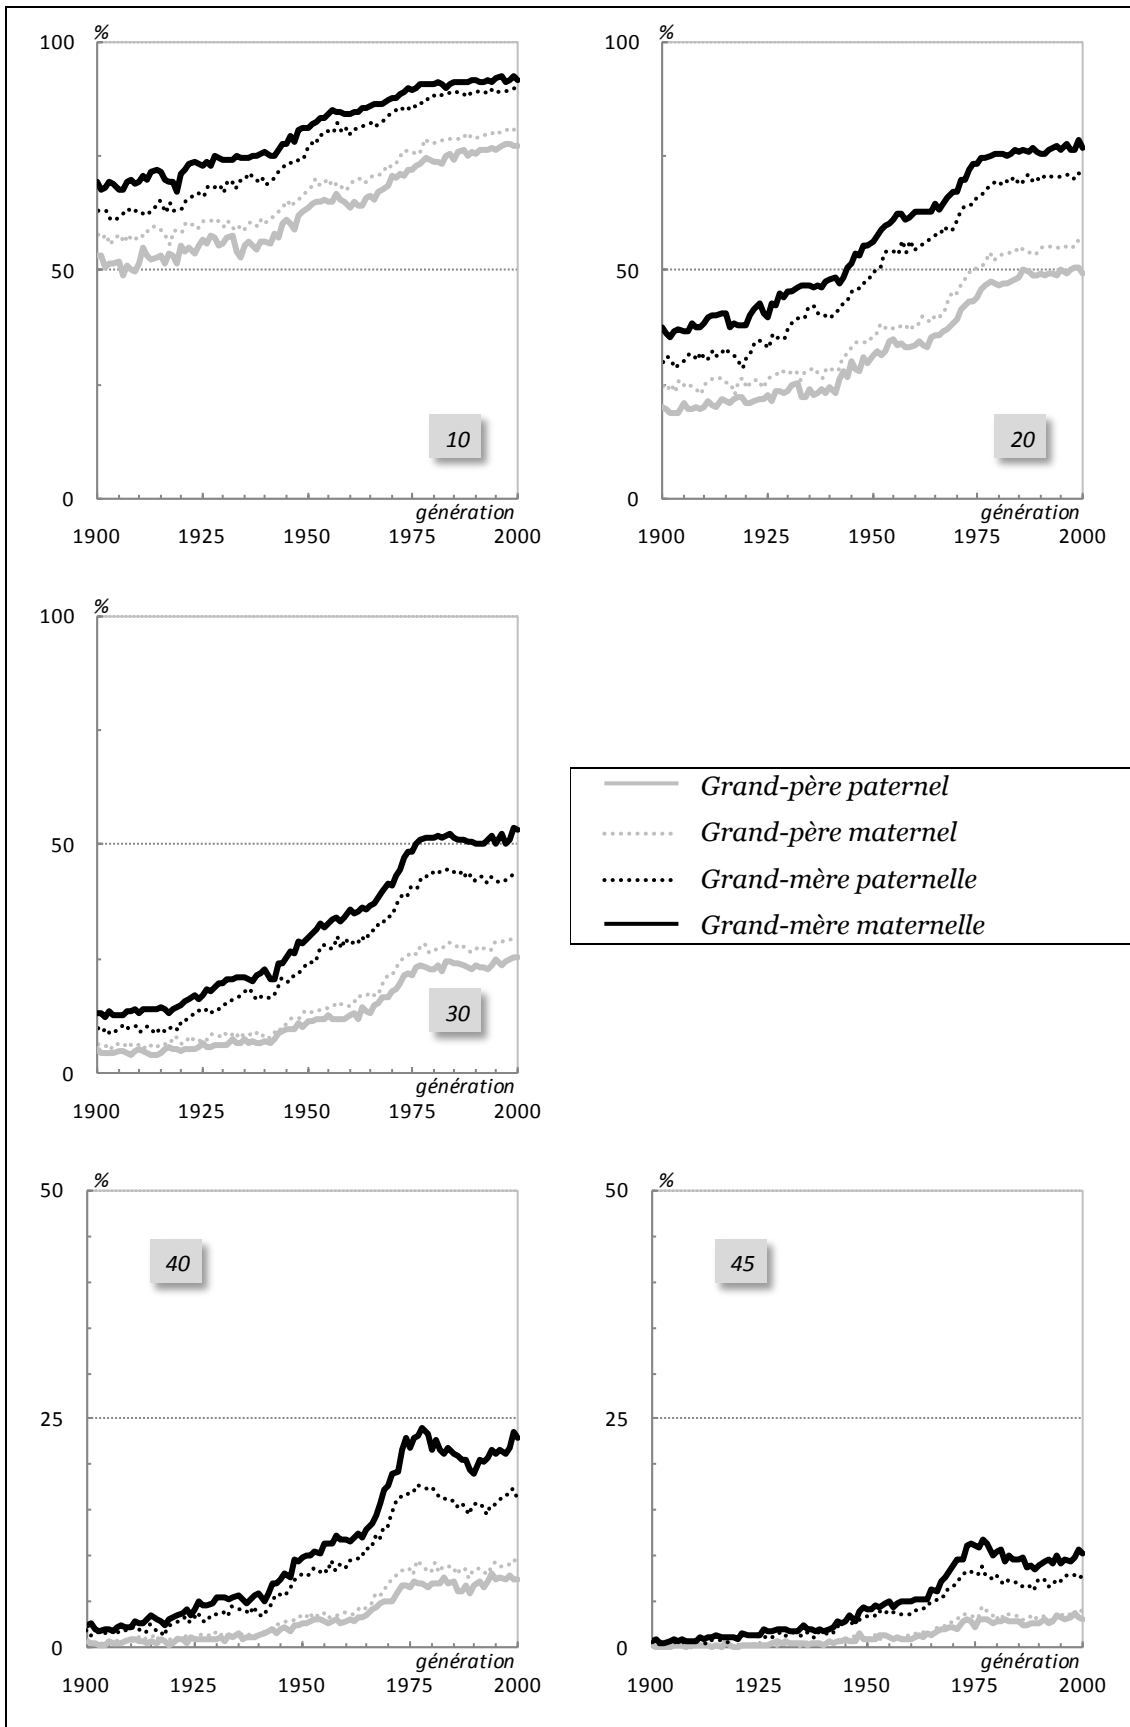 %
100
50
0
10
génération
1900 1925 1950 1975 2000
%
100
50
0
20
génération
1900 1925 1950 1975 2000
%
100
50
0
30
génération
1900 1925 1950 1975 2000
Grand-père paternel
Grand-père maternel
Grand-mère paternelle
Grand-mère maternelle
%
50
40
25
0
génération
1900 1925 1950 1975 2000
%
50
45
25
0
génération
1900 1925 1950 1975 2000